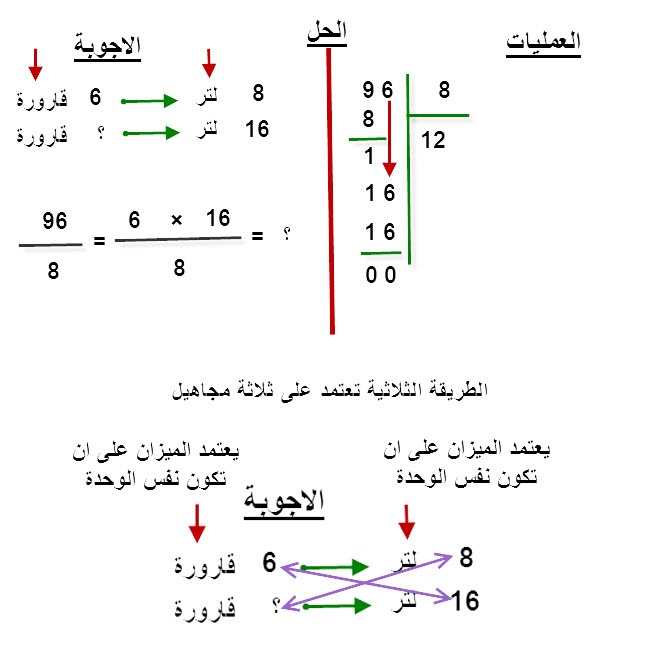 الحل
العمليات
الاجوبة
8 لتر 6 قارورة
16 لتر ؟ قارورة
96 8
8 12
1
16
16
00
؟ = 6 × 16 / 8 = 96 / 8
الطريقة الثلاثية تعتمد على ثلاثة مجاهيل
يعتمد الميزان على ان
تكون نفس الوحدة
يعتمد الميزان على ان
تكون نفس الوحدة
الاجوبة
8 لتر 6 قارورة
16 لتر ؟ قارورة